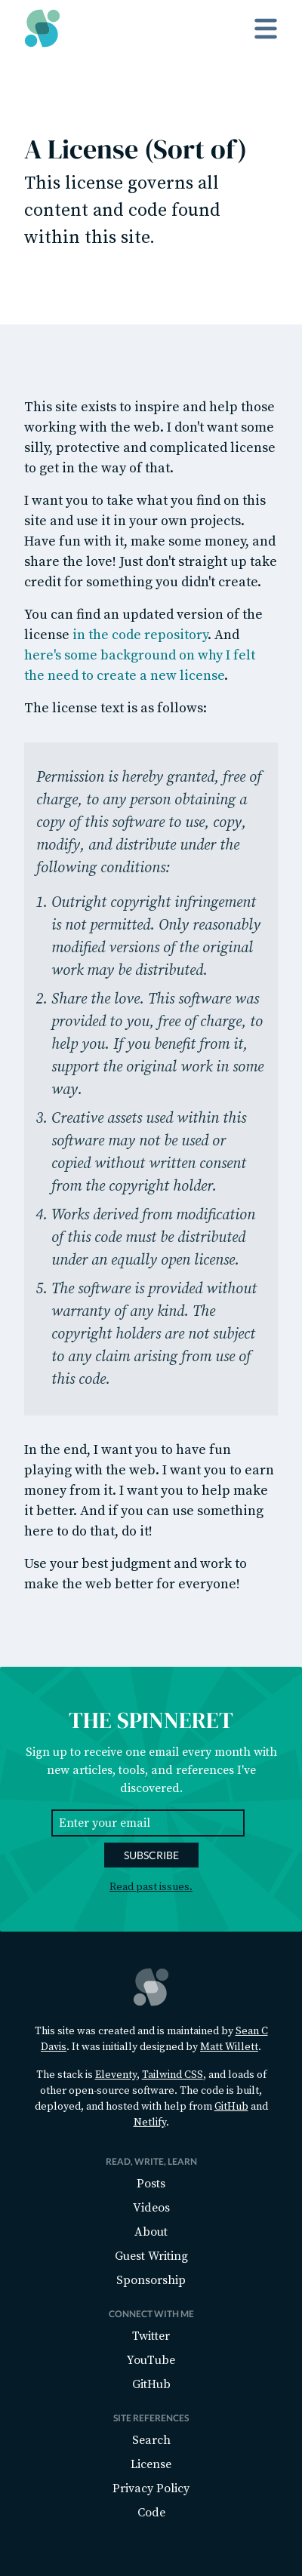 A License (Sort of)
This license governs all
content and code found
within this site.
This site exists to inspire and help those
working with the web. I don't want some
silly, protective and complicated license
to get in the way of that.
I want you to take what you find on this
site and use it in your own projects.
Have fun with it, make some money, and
share the love! Just don't straight up take
credit for something you didn't create.
You can find an updated version of the
license in the code repository. And
here's some background on why I felt
the need to create a new license.
The license text is as follows:
Permission is hereby granted, free of
charge, to any person obtaining a
copy of this software to use, copy,
modify, and distribute under the
following conditions:
1. Outright copyright infringement
is not permitted. Only reasonably
modified versions of the original
work may be distributed.
2. Share the love. This software was
provided to you, free of charge, to
help you. If you benefit from it,
support the original work in some
way.
3. Creative assets used within this
software may not be used or
copied without written consent
from the copyright holder.
4. Works derived from modification
of this code must be distributed
under an equally open license.
5. The software is provided without
warranty of any kind. The
copyright holders are not subject
to any claim arising from use of
this code.
In the end, I want you to have fun
playing with the web. I want you to earn
money from it. I want you to help make
it better. And if you can use something
here to do that, do it!
Use your best judgment and work to
make the web better for everyone!
THE SPINNERET
Sign up to receive one email every month with
new articles, tools, and references I've
discovered.
Enter your email
SUBSCRIBE
Read past issues.
This site was created and is maintained by Sean C
Davis. It was initially designed by Matt Willett.
The stack is Eleventy, Tailwind CSS, and loads of
other open-source software. The code is built,
deployed, and hosted with help from GitHub and
Netlify.
READ, WRITE, LEARN
Posts
Videos
About
Guest Writing
Sponsorship
CONNECT WITH ME
Twitter
YouTube
GitHub
SITE REFERENCES
Search
License
Privacy Policy
Code